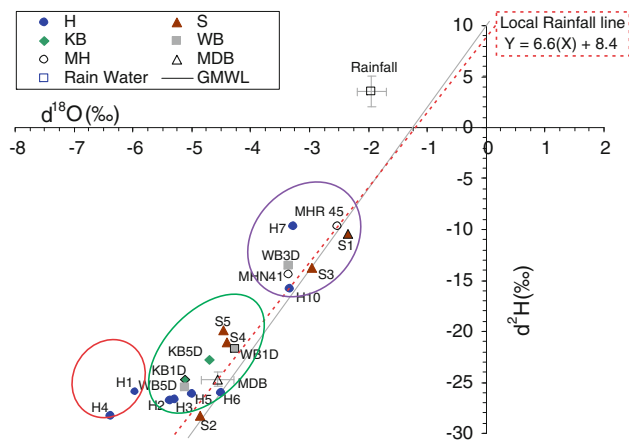 H S
KB WB
MH MDB
Rain Water GMWL
Local Rainfall line
Y = 6.6(X) + 8.4
Rainfall
d18O(‰)
d2H(‰)
-8 -7 -6 -5 -4 -3 -2 -1 0 1 2
10
5
0
-5
-10
-15
-20
-25
-30
MHR 45
H7
S1
WB3D
S3
MHN41
H10
S5
S4
WB1D
KB5D
KB1D
MDB
H1
WB5D
H4
H2
H3
H5
H6
S2